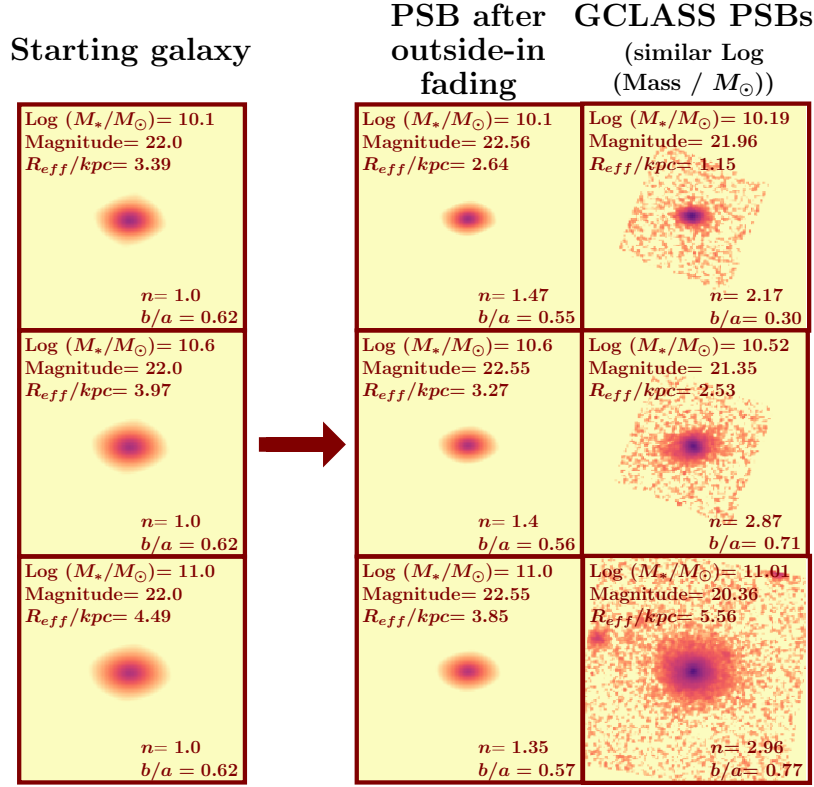 Starting galaxy
PSB after
outside-in
fading
GCLASS PSBs
(similar Log
(Mass / M⊙))
Log (M*/M⊙)= 10.1
Magnitude= 22.0
Reff/kpc= 3.39
n= 1.0
b/a = 0.62
Log (M*/M⊙)= 10.1
Magnitude= 22.56
Reff/kpc= 2.64
n= 1.47
b/a = 0.55
Log (M*/M⊙)= 10.19
Magnitude= 21.96
Reff/kpc= 1.15
n= 2.17
b/a= 0.30
Log (M*/M⊙)= 10.6
Magnitude= 22.0
Reff/kpc= 3.97
n= 1.0
b/a = 0.62
Log (M*/M⊙)= 10.6
Magnitude= 22.55
Reff/kpc= 3.27
n= 1.4
b/a = 0.56
Log (M*/M⊙)= 10.52
Magnitude= 21.35
Reff/kpc= 2.53
n= 2.87
b/a= 0.71
Log (M*/M⊙)= 11.0
Magnitude= 22.0
Reff/kpc= 4.49
n= 1.0
b/a = 0.62
Log (M*/M⊙)= 11.0
Magnitude= 22.55
Reff/kpc= 3.85
n= 1.35
b/a = 0.57
Log (M*/M⊙)= 11.01
Magnitude= 20.36
Reff/kpc= 5.56
n= 2.96
b/a= 0.77